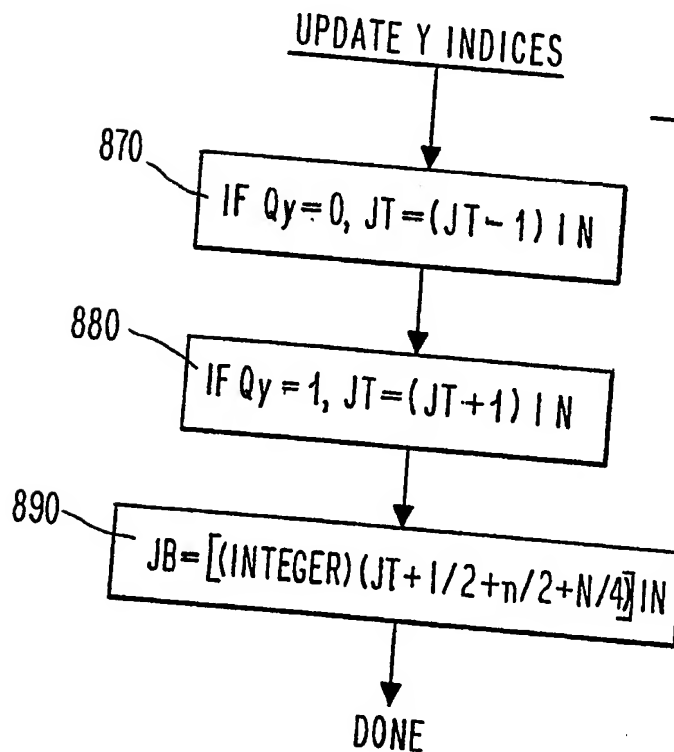 UPDATE Y INDICES
870
IF Qy=0, JT=(JT-1) | N
880
IF Qy=1, JT=(JT+1) | N
890
JB=[(INTEGER)(JT+1/2+n/2+N/4)]|N
DONE